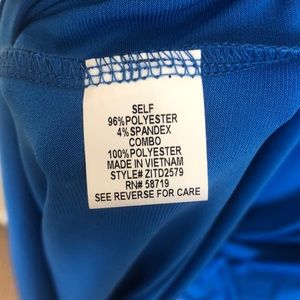 SELF
96%POLYESTER
4%SPANDEX
COMBO
100%POLYESTER
MADE IN VIETNAM
STYLE# ZITD2579
RN# 58719
SEE REVERSE FOR CARE